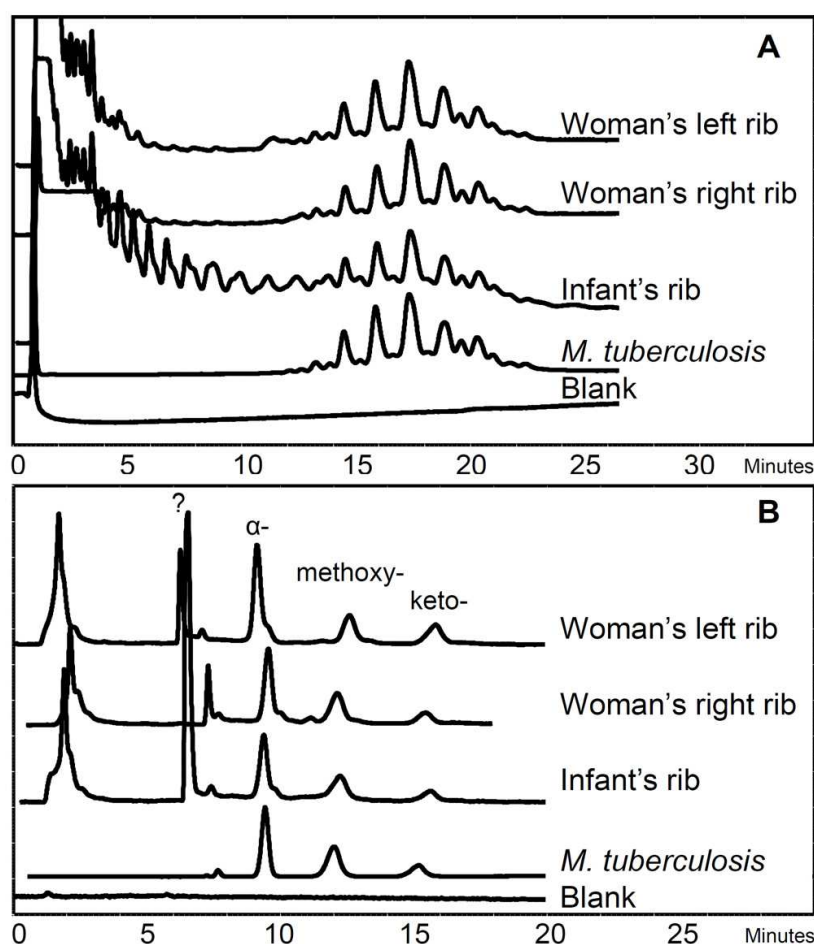 A
Woman's left rib
Woman's right rib
Infant's rib
M. tuberculosis
Blank
0 5 10 15 20 25 30 Minutes
B
?
α-
methoxy-
keto-
Woman's left rib
Woman's right rib
Infant's rib
M. tuberculosis
Blank
0 5 10 15 20 25 Minutes